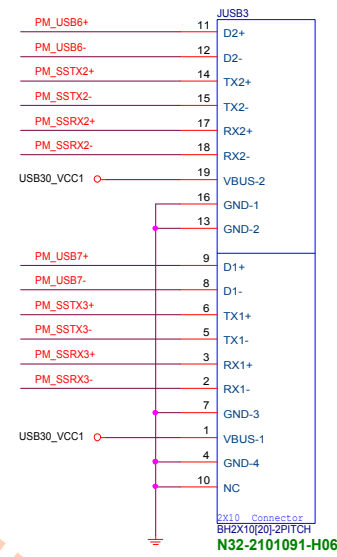 JUSB3
PM_USB6+ 11 D2+
PM_USB6- 12 D2-
PM_SSTX2+ 14 TX2+
PM_SSTX2- 15 TX2-
PM_SSRX2+ 17 RX2+
PM_SSRX2- 18 RX2-
USB30_VCC1 19 VBUS-2
16 GND-1
13 GND-2
PM_USB7+ 9 D1+
PM_USB7- 8 D1-
PM_SSTX3+ 6 TX1+
PM_SSTX3- 5 TX1-
PM_SSRX3+ 3 RX1+
PM_SSRX3- 2 RX1-
7 GND-3
USB30_VCC1 1 VBUS-1
4 GND-4
10 NC
2X10 Connector
BH2X10[20]-2PITCH
N32-2101091-H06